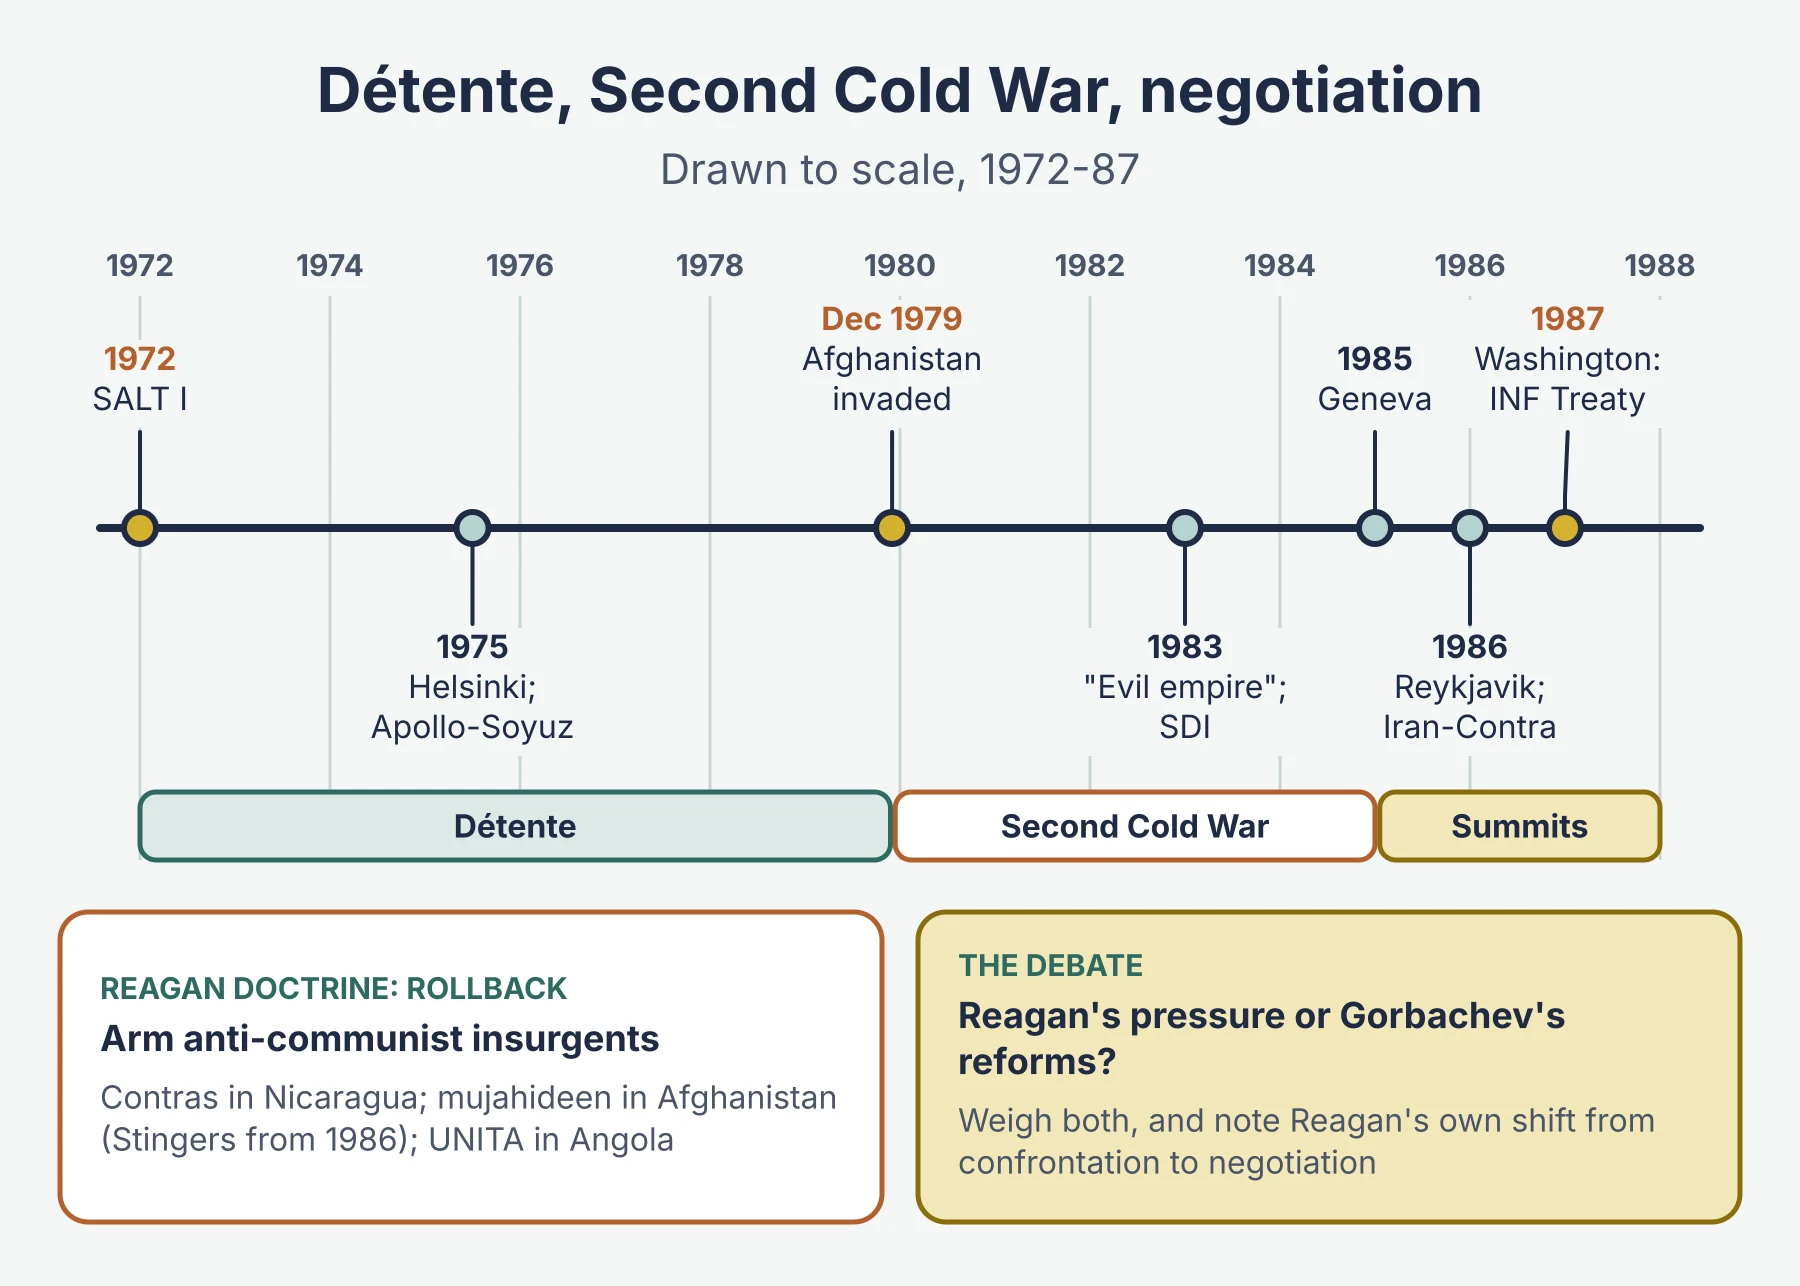 Détente, Second Cold War, negotiation
Drawn to scale, 1972-87
1972
1974
1976
1978
1980
1982
1984
1986
1988
1972
SALT I
Dec 1979
Afghanistan
invaded
1985
Geneva
1987
Washington:
INF Treaty
1975
Helsinki;
Apollo-Soyuz
1983
"Evil empire";
SDI
1986
Reykjavik;
Iran-Contra
Détente
Second Cold War
Summits
REAGAN DOCTRINE: ROLLBACK
Arm anti-communist insurgents
Contras in Nicaragua; mujahideen in Afghanistan
(Stingers from 1986); UNITA in Angola
THE DEBATE
Reagan's pressure or Gorbachev's
reforms?
Weigh both, and note Reagan's own shift from
confrontation to negotiation